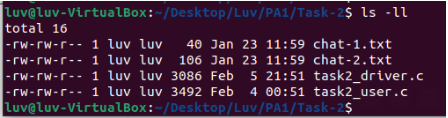 luv@luv-VirtualBox:~/Desktop/Luv/PA1/Task-2$ ls -ll
total 16
-rw-rw-r-- 1 luv luv   40 Jan 23 11:59 chat-1.txt
-rw-rw-r-- 1 luv luv  106 Jan 23 11:59 chat-2.txt
-rw-rw-r-- 1 luv luv 3086 Feb  5 21:51 task2_driver.c
-rw-rw-r-- 1 luv luv 3492 Feb  4 00:51 task2_user.c
luv@luv-VirtualBox:~/Desktop/Luv/PA1/Task-2$